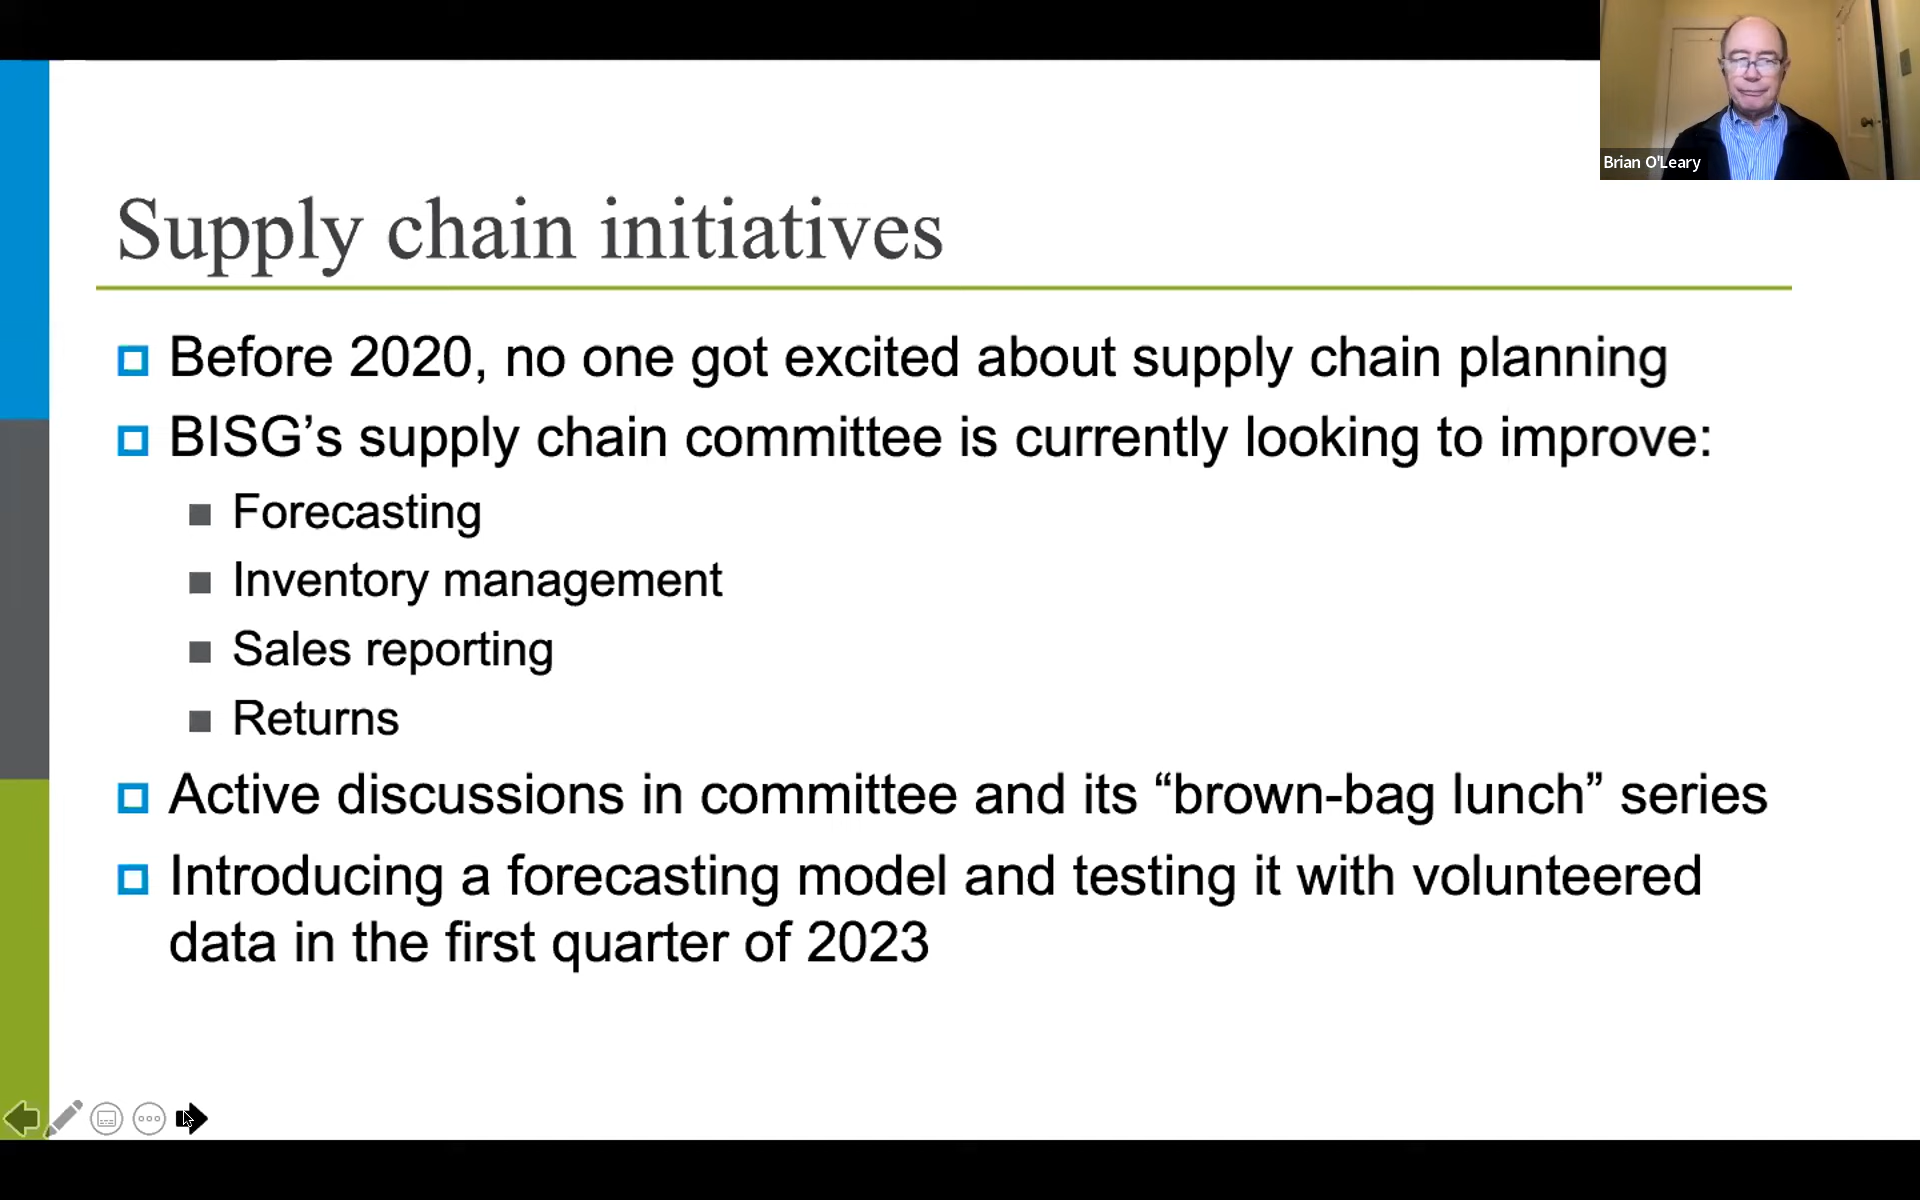 Brian O'Leary
Supply chain initiatives
Before 2020, no one got excited about supply chain planning
BISG’s supply chain committee is currently looking to improve:
Forecasting
Inventory management
Sales reporting
Returns
Active discussions in committee and its “brown-bag lunch” series
Introducing a forecasting model and testing it with volunteered
data in the first quarter of 2023